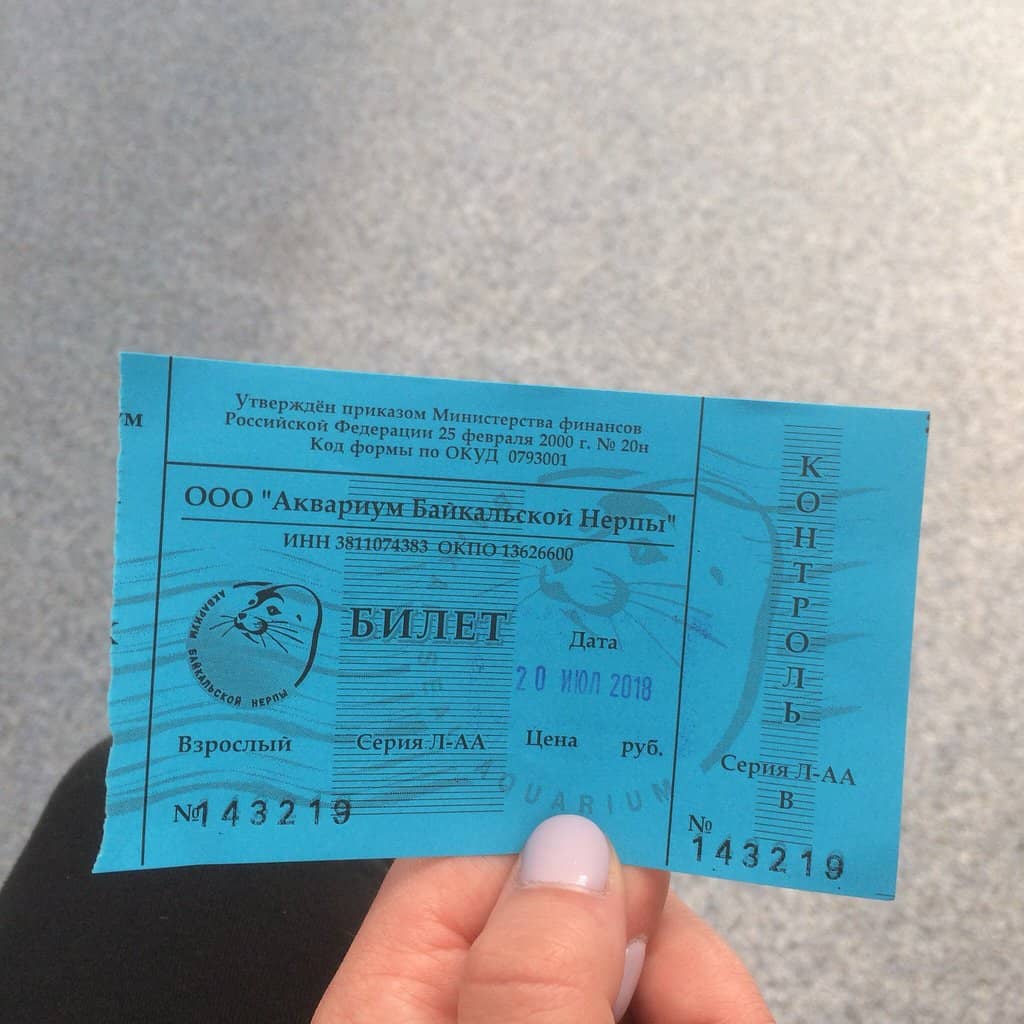 ум
Утверждён приказом Министерства финансов
Российской Федерации 25 февраля 2000 г. № 20н
Код формы по ОКУД 0793001
ООО "Аквариум Байкальской Нерпы"
ИНН 3811074383 ОКПО 13626600
АКВАРИУМ БАЙКАЛЬСКОЙ НЕРПЫ
БИЛЕТ
Дата
20 ИЮЛ 2018
Взрослый
Серия Л-АА
Цена руб.
AQUARIUM
№143219
КОНТРОЛЬ
Серия Л-АА
В
№
143219